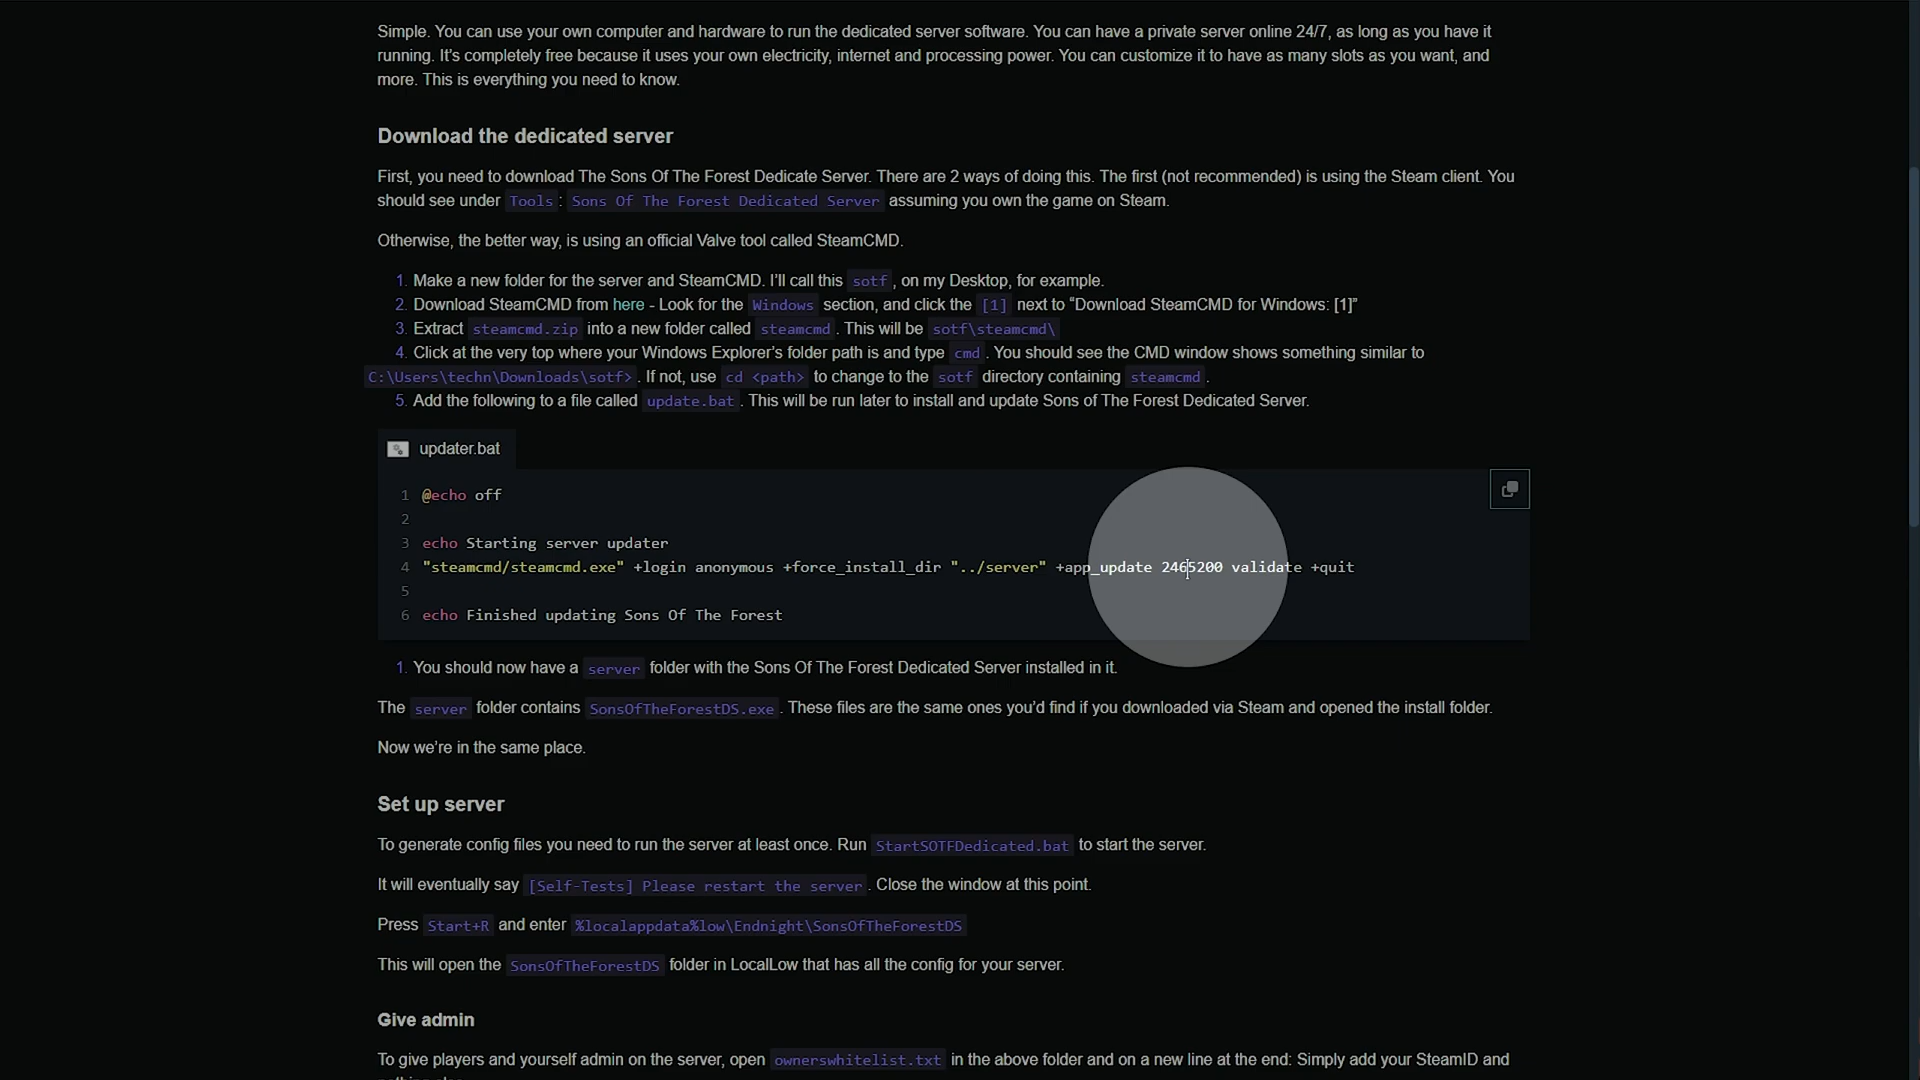 Simple. You can use your own computer and hardware to run the dedicated server software. You can have a private server online 24/7, as long as you have it
running. It's completely free because it uses your own electricity, internet and processing power. You can customize it to have as many slots as you want, and
more. This is everything you need to know.
Download the dedicated server
First, you need to download The Sons Of The Forest Dedicate Server. There are 2 ways of doing this. The first (not recommended) is using the Steam client. You
should see under Tools: Sons Of The Forest Dedicated Server assuming you own the game on Steam.
Otherwise, the better way, is using an official Valve tool called SteamCMD.
1. Make a new folder for the server and SteamCMD. I'll call this sotf, on my Desktop, for example.
2. Download SteamCMD from here - Look for the Windows section, and click the [1] next to “Download SteamCMD for Windows: [1]”
3. Extract steamcmd.zip into a new folder called steamcmd. This will be sotf\steamcmd\
4. Click at the very top where your Windows Explorer's folder path is and type cmd. You should see the CMD window shows something similar to
C:\Users\techn\Downloads\sotf>. If not, use cd <path> to change to the sotf directory containing steamcmd.
5. Add the following to a file called update.bat. This will be run later to install and update Sons of The Forest Dedicated Server.
updater.bat
1 @echo off
2
3 echo Starting server updater
4 "steamcmd/steamcmd.exe" +login anonymous +force_install_dir "../server" +app_update 2465200 validate +quit
5
6 echo Finished updating Sons Of The Forest
1. You should now have a server folder with the Sons Of The Forest Dedicated Server installed in it.
The server folder contains SonsOfTheForestDS.exe. These files are the same ones you'd find if you downloaded via Steam and opened the install folder.
Now we're in the same place.
Set up server
To generate config files you need to run the server at least once. Run StartSOTFDedicated.bat to start the server.
It will eventually say [Self-Tests] Please restart the server. Close the window at this point.
Press Start+R and enter %localappdata%low\Endnight\SonsOfTheForestDS
This will open the SonsOfTheForestDS folder in LocalLow that has all the config for your server.
Give admin
To give players and yourself admin on the server, open ownerswhitelist.txt in the above folder and on a new line at the end: Simply add your SteamID and